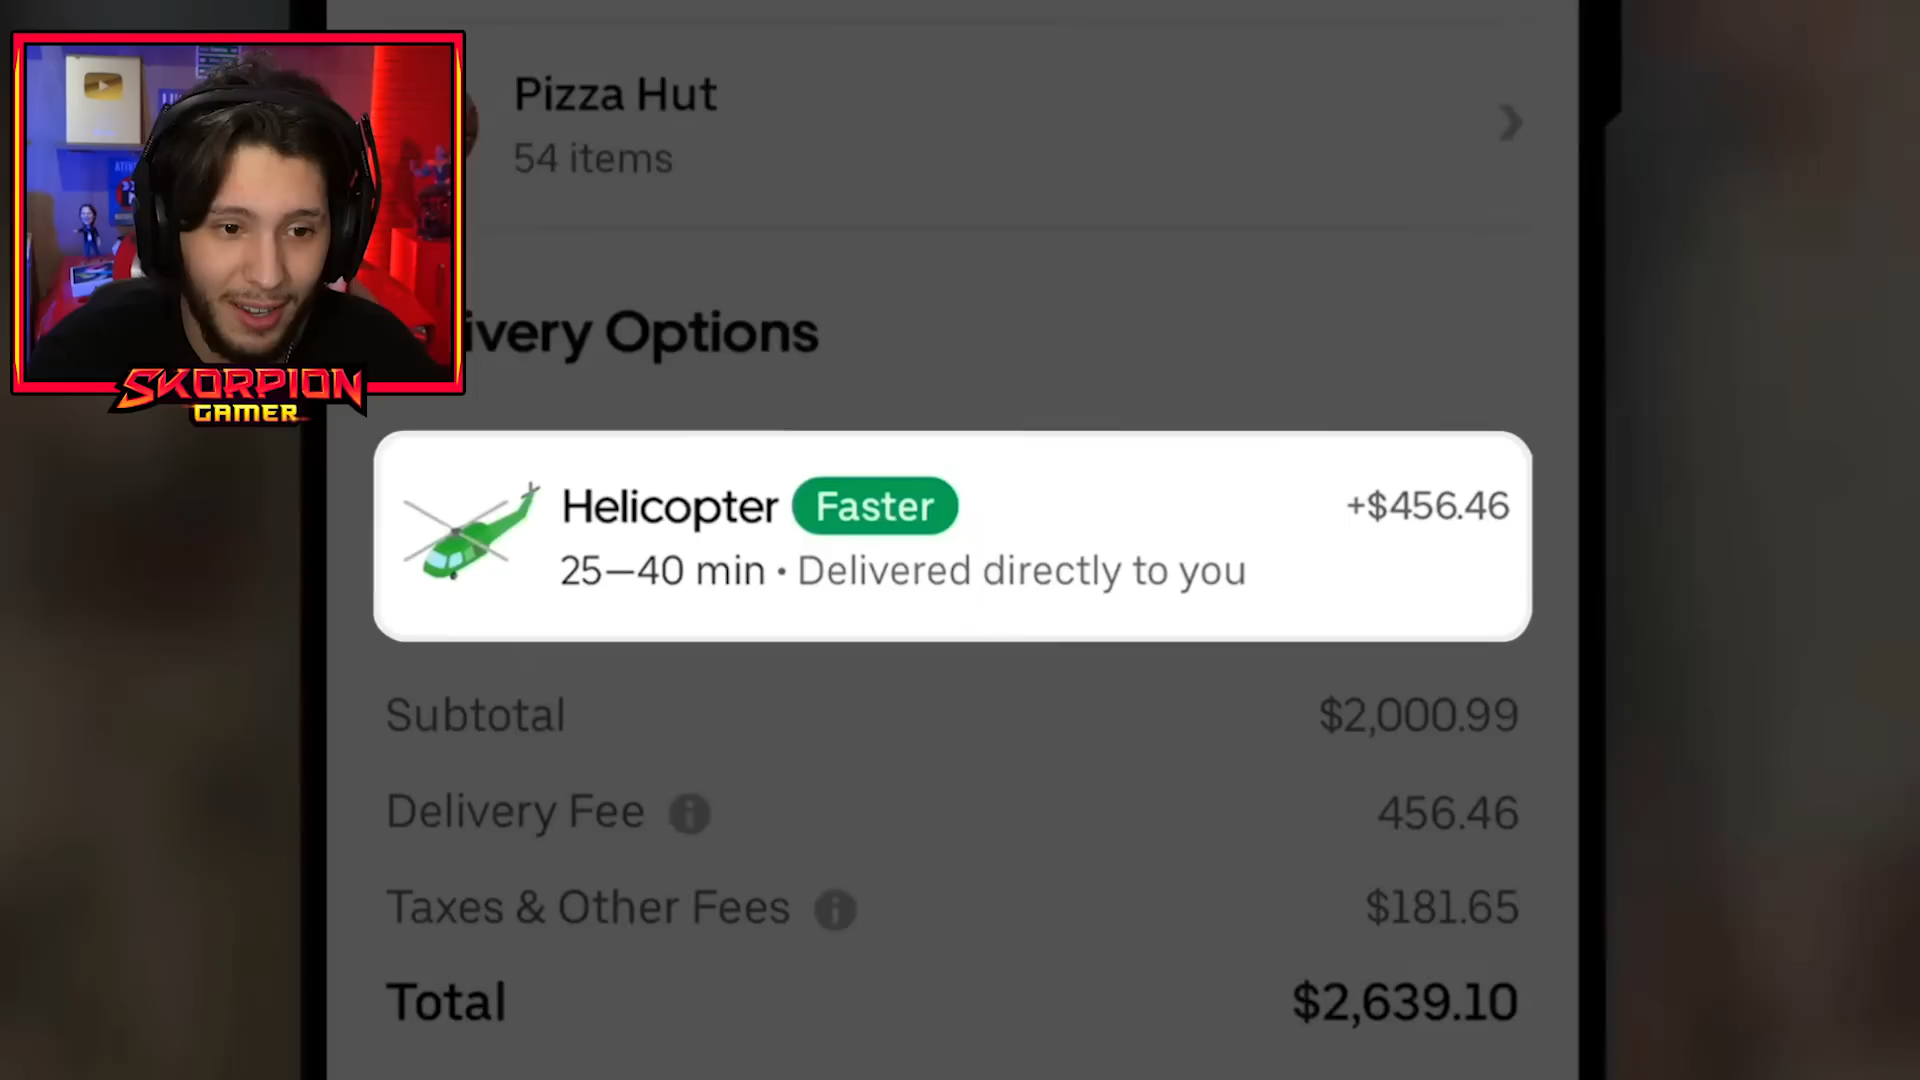 Pizza Hut
54 items
SKORPION
GAMER
ivery Options
Helicopter Faster +$456.46
25—40 min • Delivered directly to you
Subtotal $2,000.99
Delivery Fee 456.46
Taxes & Other Fees $181.65
Total $2,639.10